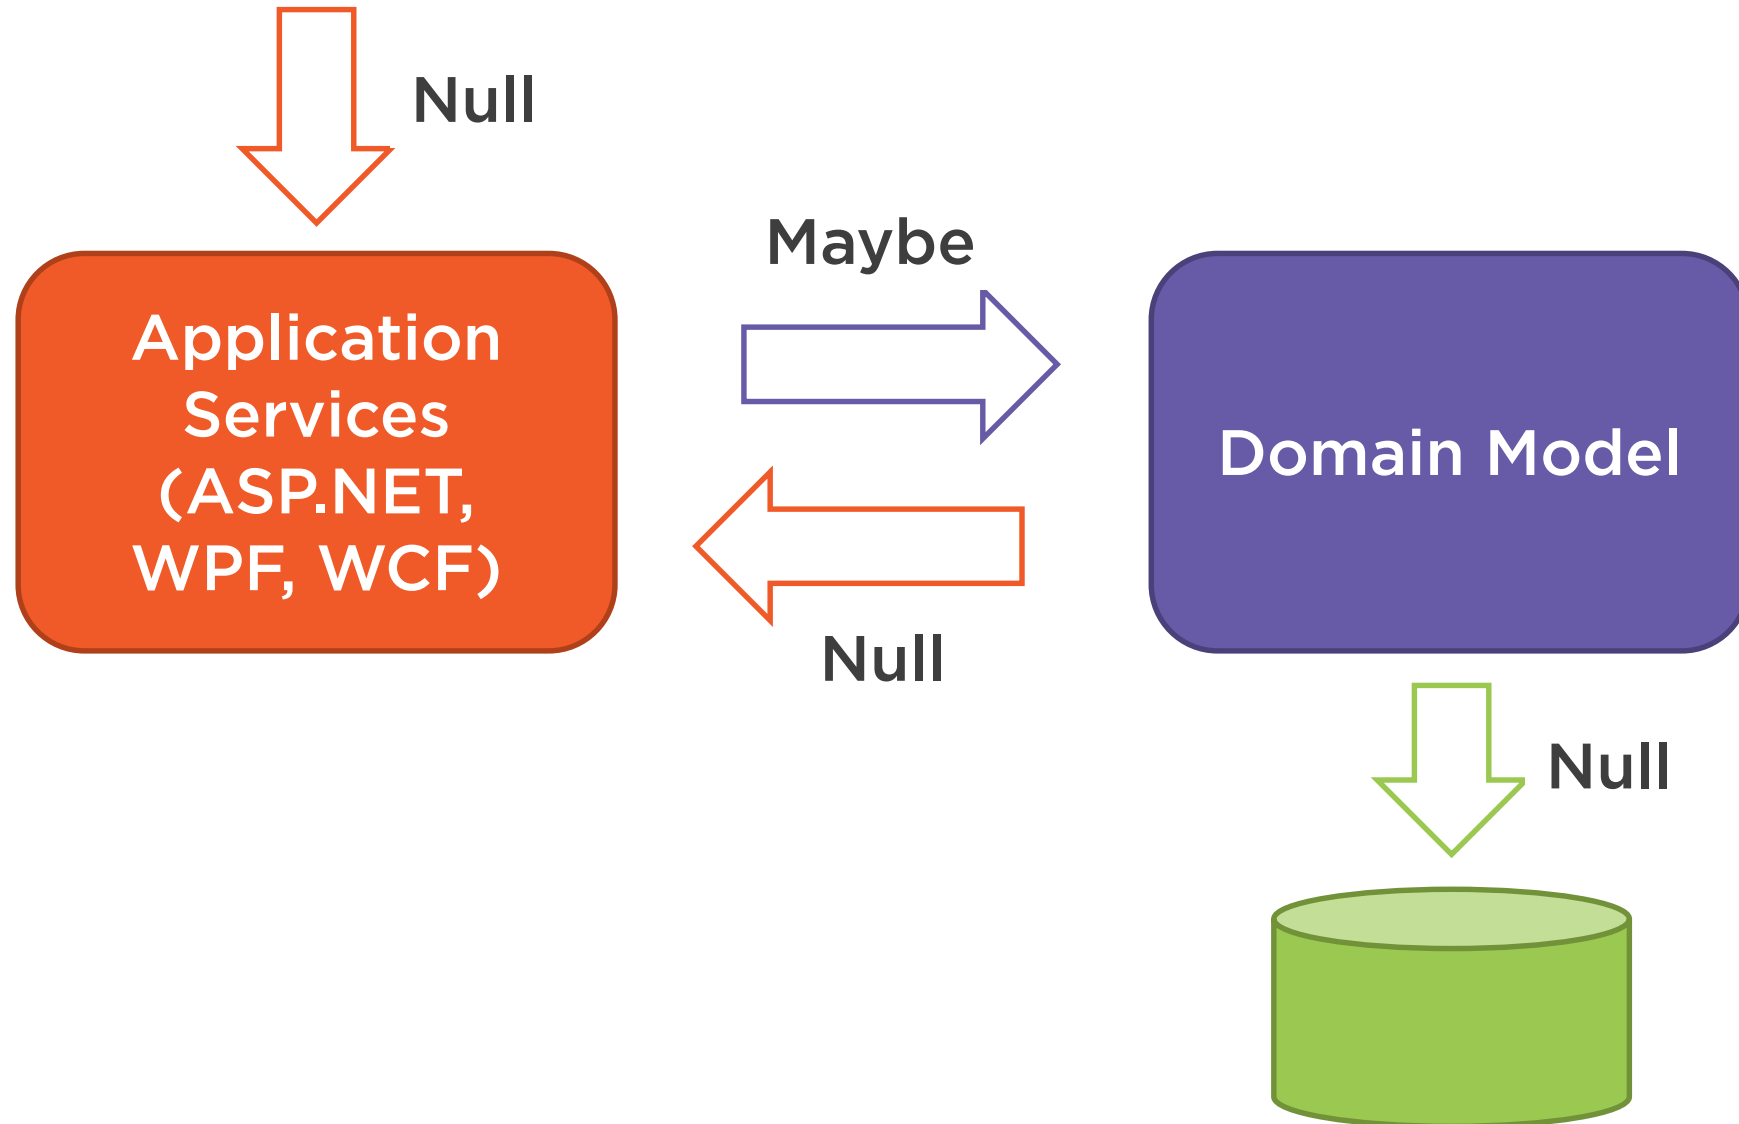 Null
Maybe
Application
Services
(ASP.NET,
WPF, WCF)
Domain Model
Null
Null